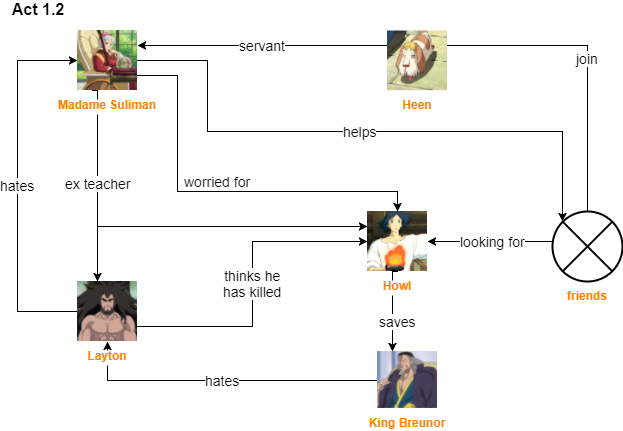 Act 1.2
servant
join
Madame Suliman
Heen
helps
hates
ex teacher
worried for
looking for
thinks he
has killed
Howl
friends
saves
Layton
hates
King Breunor